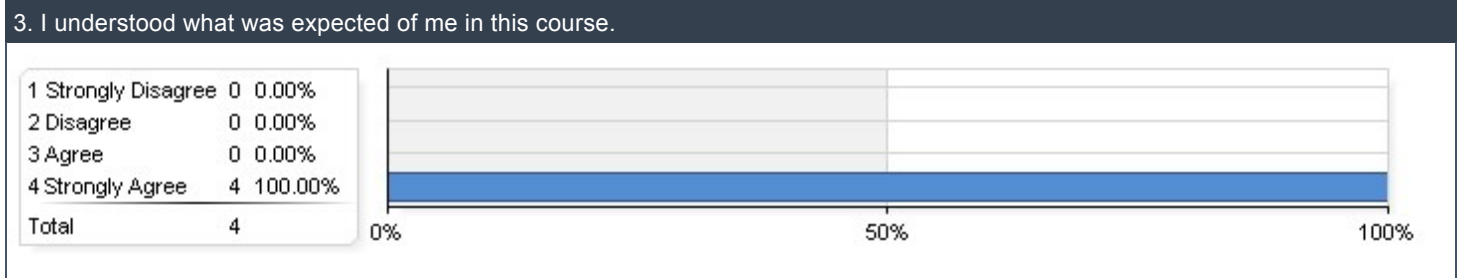 3. I understood what was expected of me in this course.
1 Strongly Disagree 0 0.00%
2 Disagree 0 0.00%
3 Agree 0 0.00%
4 Strongly Agree 4 100.00%
Total 4
0% 50% 100%